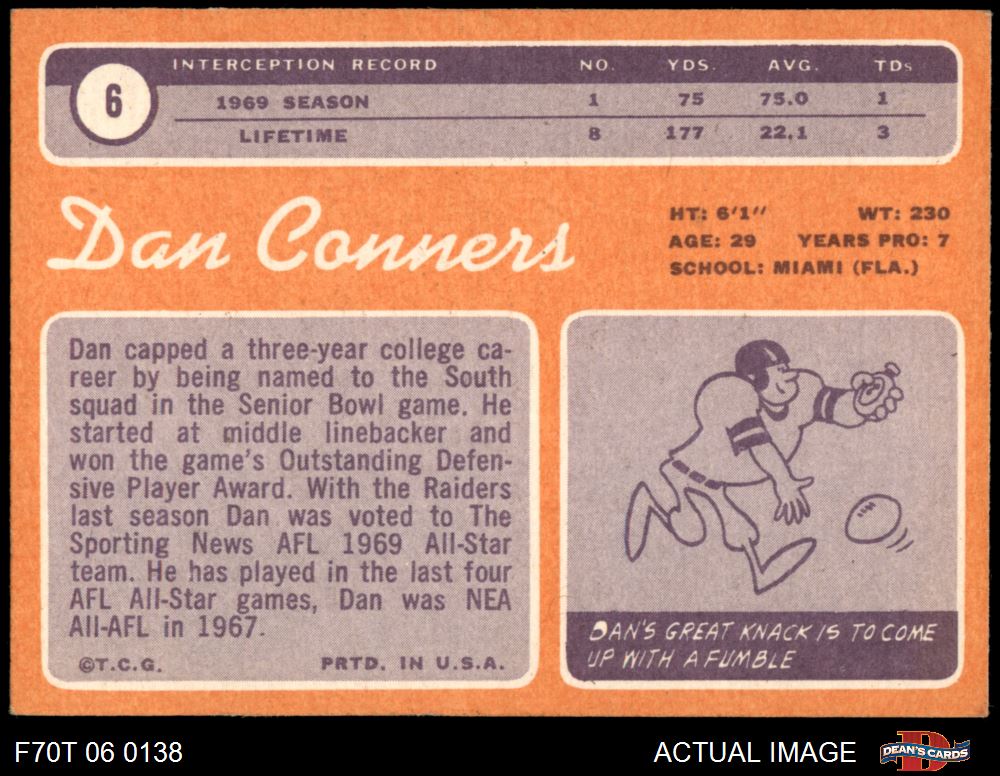 INTERCEPTION RECORD NO. YDS. AVG. TDs
6
1969 SEASON 1 75 75.0 1
LIFETIME 8 177 22.1 3
Dan Conners
HT: 6'1" WT: 230
AGE: 29 YEARS PRO: 7
SCHOOL: MIAMI (FLA.)
Dan capped a three-year college ca-
reer by being named to the South
squad in the Senior Bowl game. He
started at middle linebacker and
won the game's Outstanding Defen-
sive Player Award. With the Raiders
last season Dan was voted to The
Sporting News AFL 1969 All-Star
team. He has played in the last four
AFL All-Star games, Dan was NEA
All-AFL in 1967.
©T.C.G. PRTD. IN U.S.A.
DAN'S GREAT KNACK IS TO COME
UP WITH A FUMBLE
F70T 06 0138 ACTUAL IMAGE DEAN'S CARDS